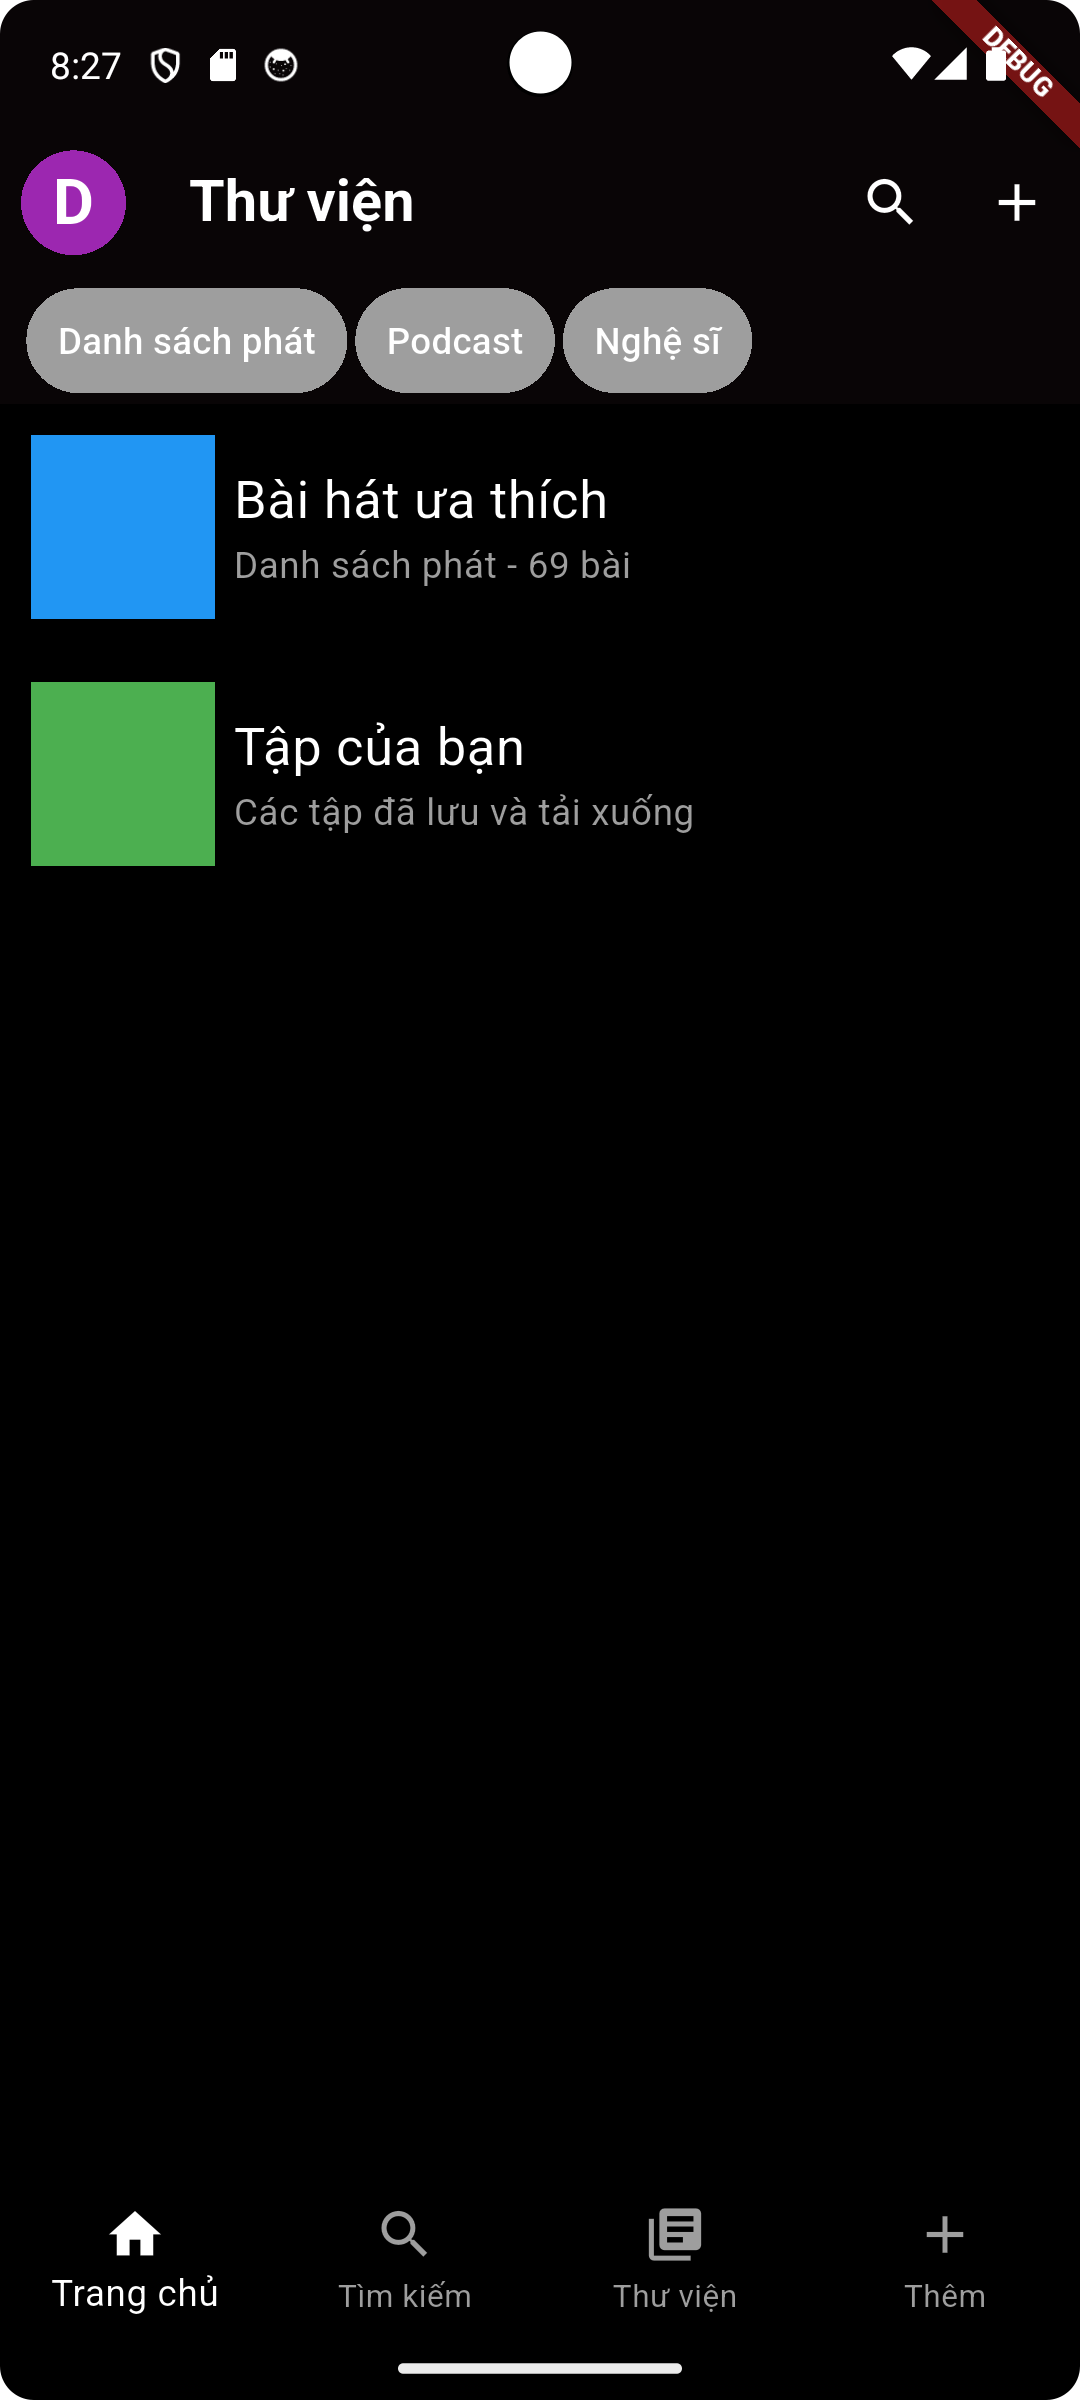 8:27
DEBUG
D
Thư viện
Danh sách phát
Podcast
Nghệ sĩ
Bài hát ưa thích
Danh sách phát - 69 bài
Tập của bạn
Các tập đã lưu và tải xuống
Trang chủ
Tìm kiếm
Thư viện
Thêm